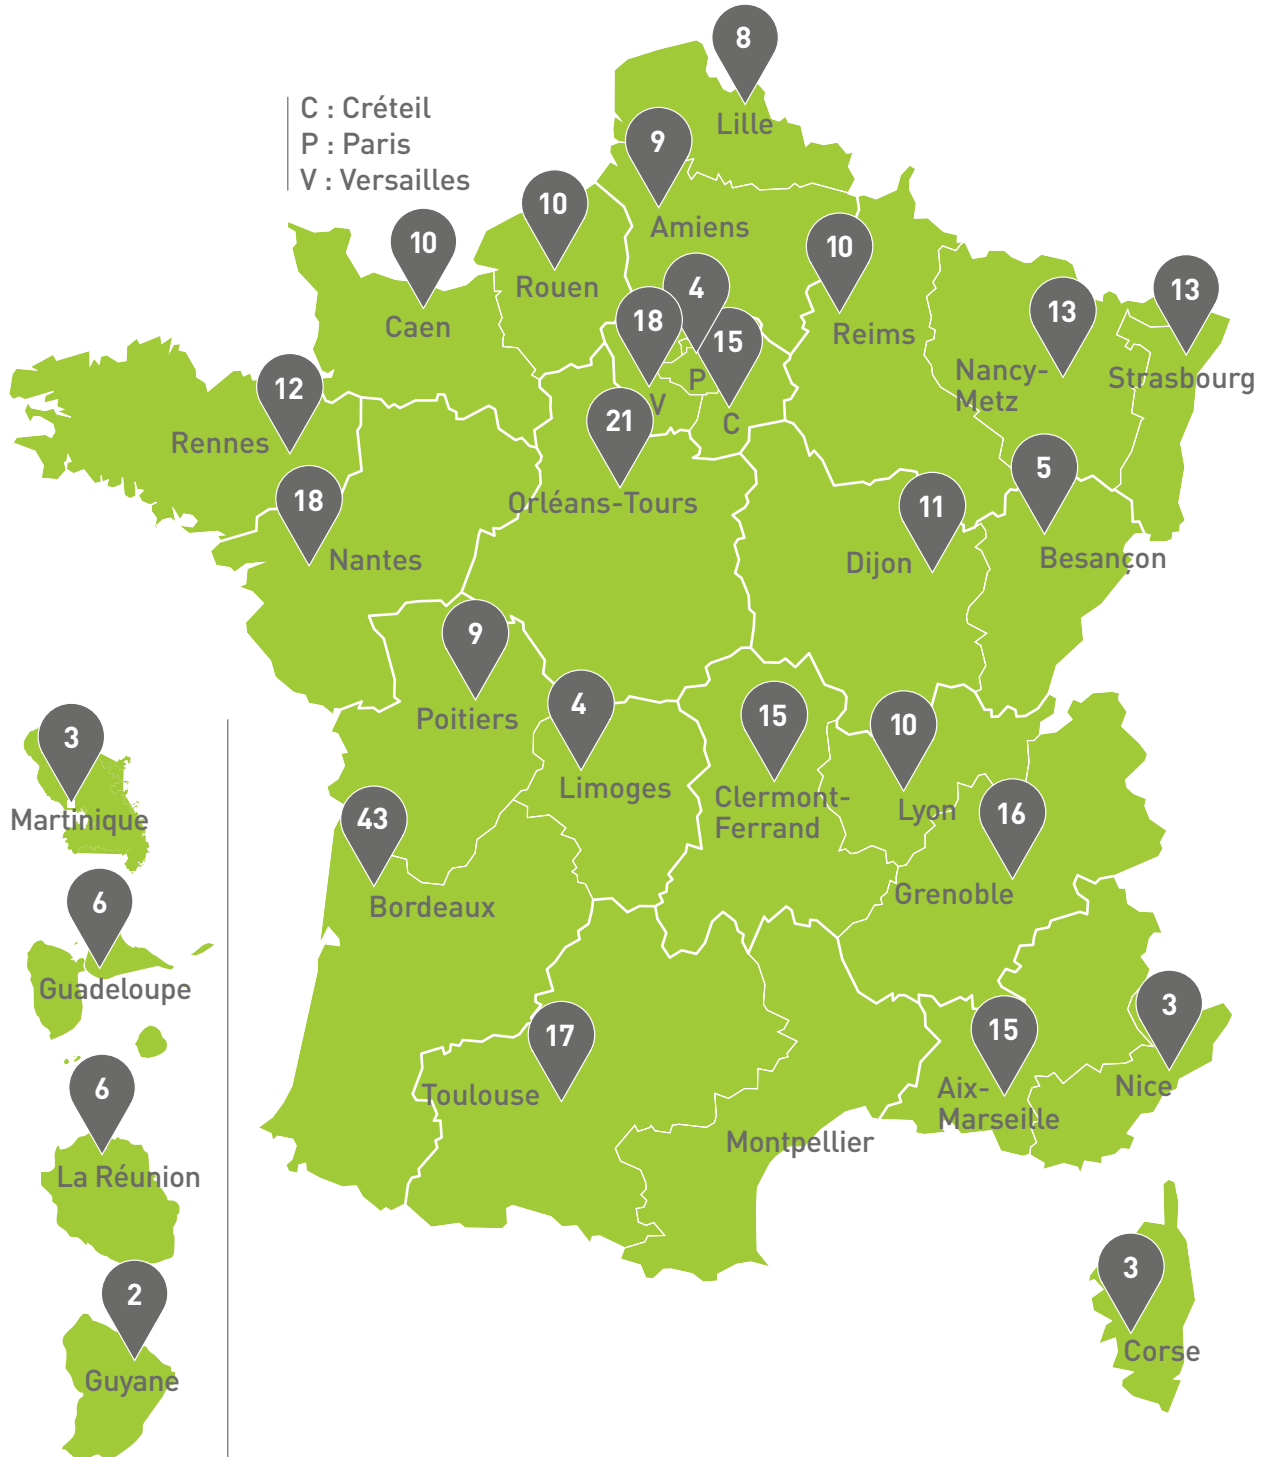 8
Lille
C : Créteil
P : Paris
V : Versailles
9
Amiens
10
Rouen
10
Caen
10
Reims
4
18
15
P
V
C
13
Nancy-
Metz
13
Strasbourg
12
Rennes
21
Orléans-Tours
18
Nantes
5
Besançon
11
Dijon
9
Poitiers
4
Limoges
15
Clermont-
Ferrand
10
Lyon
16
Grenoble
43
Bordeaux
17
Toulouse
Montpellier
15
Aix-
Marseille
3
Nice
3
Corse
3
Martinique
6
Guadeloupe
6
La Réunion
2
Guyane